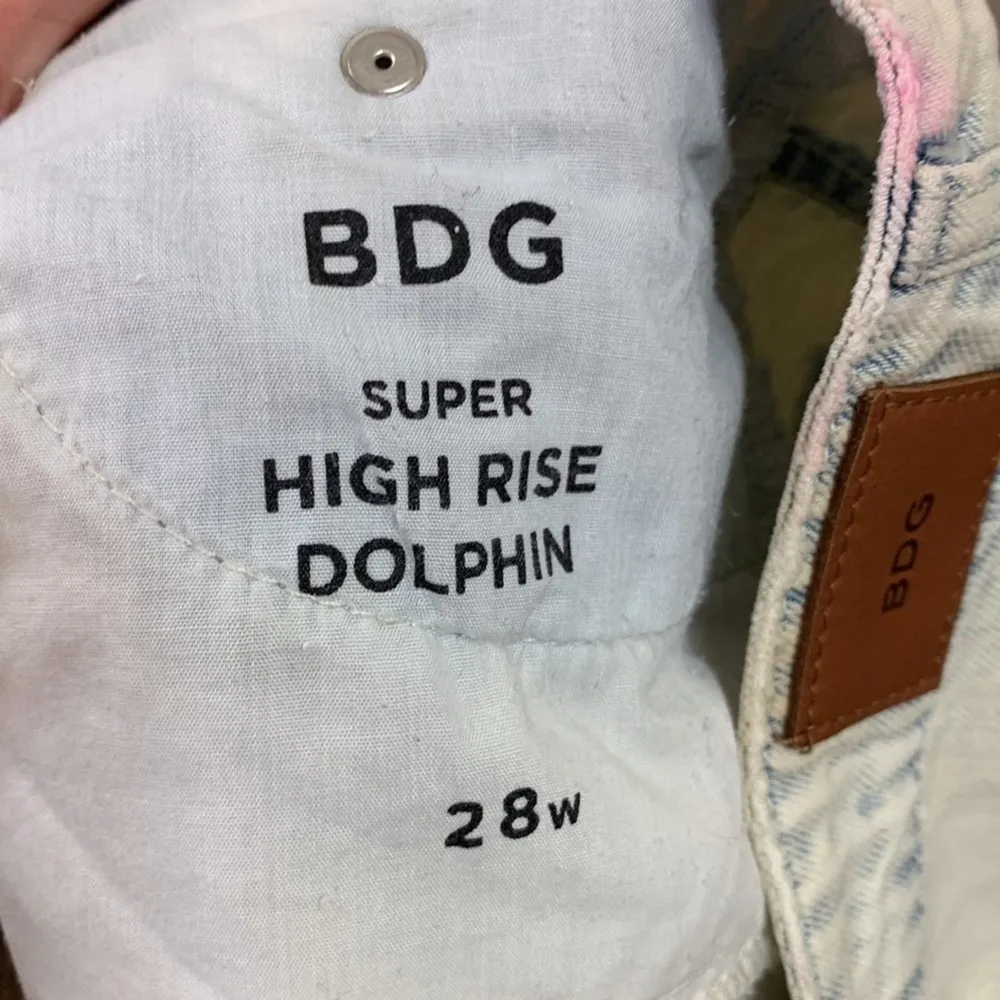 BDG
SUPER
HIGH RISE
DOLPHIN
28W
BDG